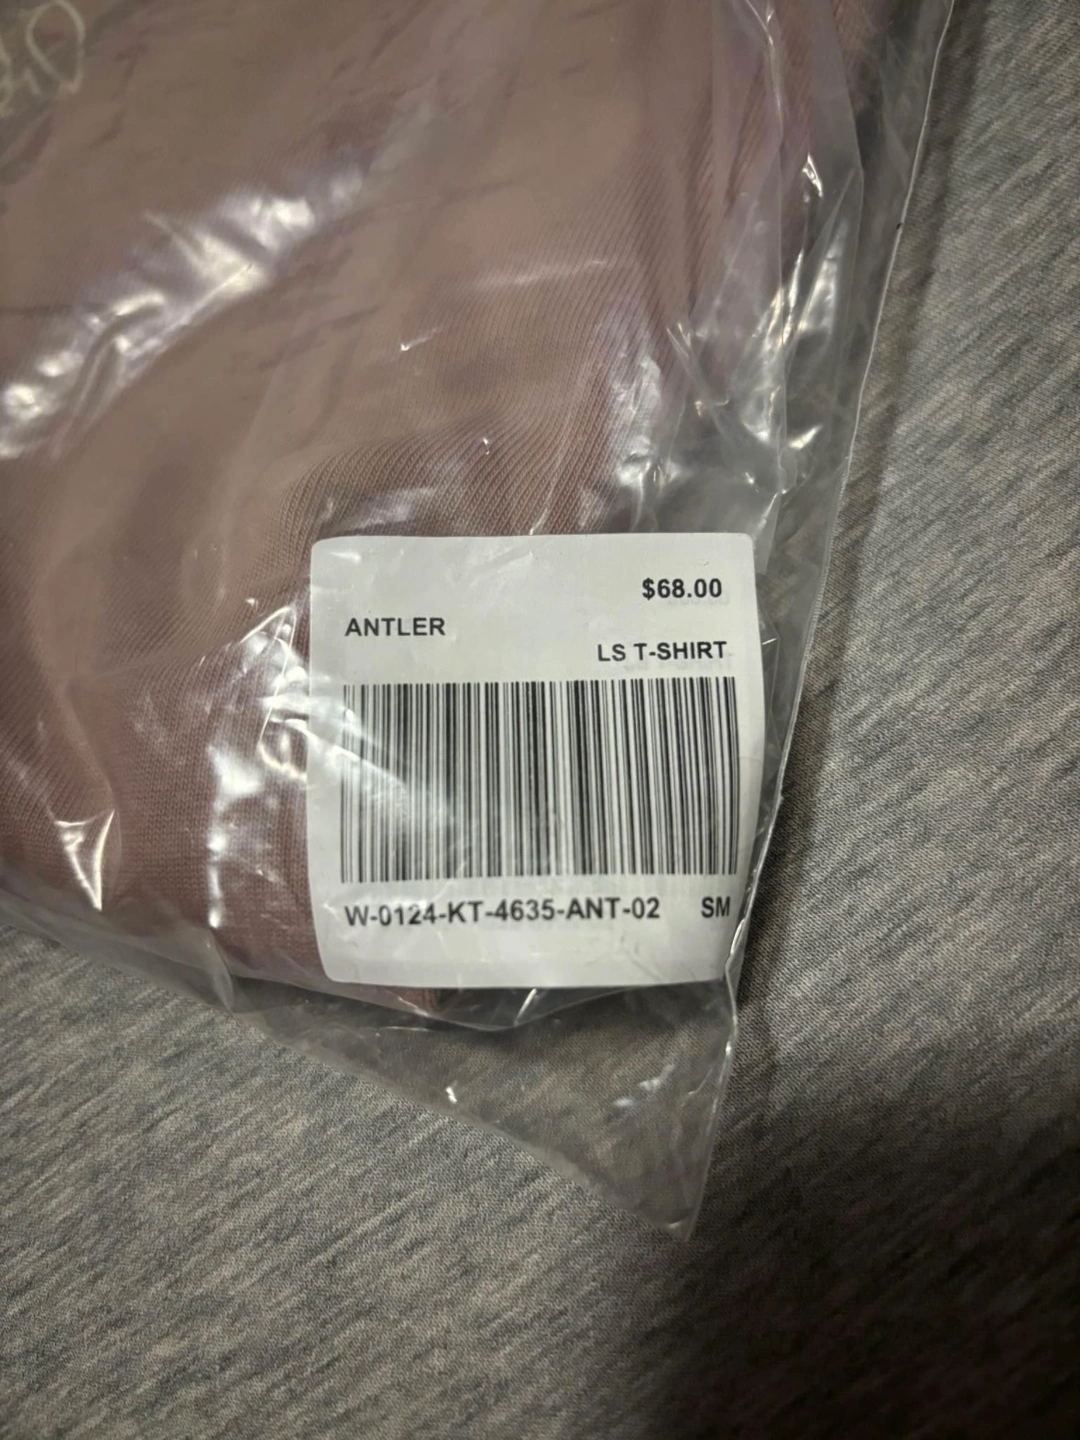 $68.00
ANTLER
LS T-SHIRT
W-0124-KT-4635-ANT-02 SM